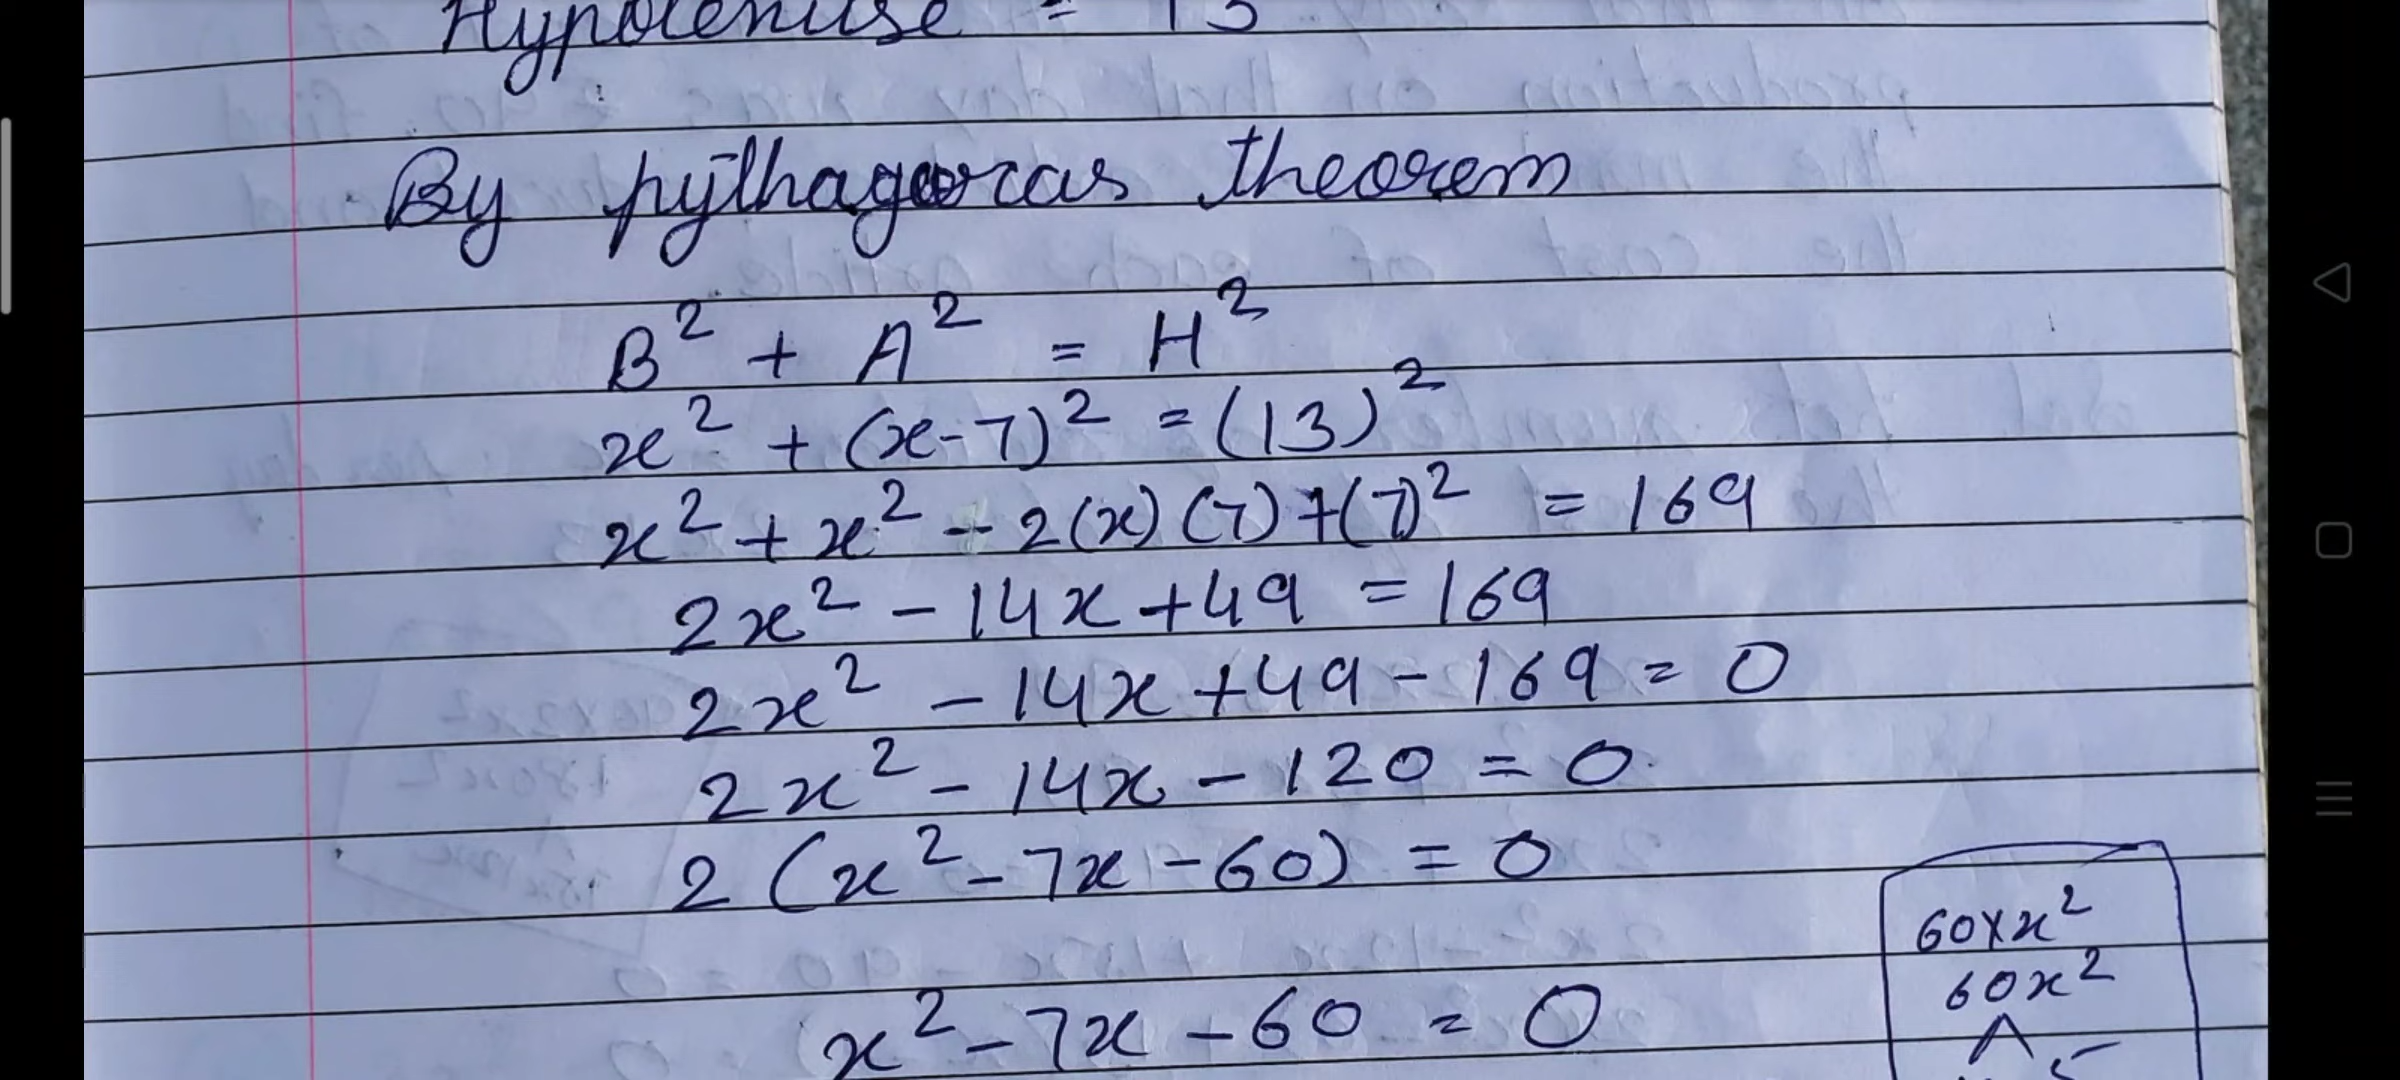 Hypotenuse = 13
By pythagoras theorem
B² + A² = H²
x² + (x-7)² = (13)²
x² + x² - 2(x)(7) + (7)² = 169
2x² - 14x + 49 = 169
2x² - 14x + 49 - 169 = 0
2x² - 14x - 120 = 0
2(x² - 7x - 60) = 0
x² - 7x - 60 = 0
60×x²
60x²